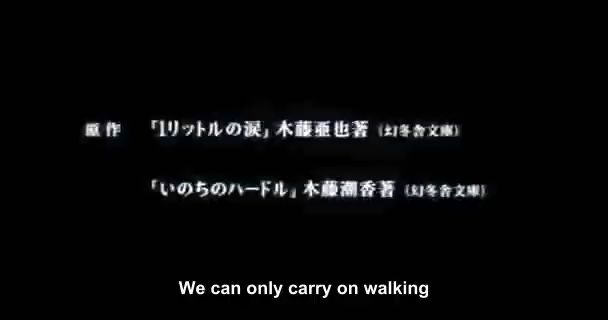 原作 「1リットルの涙」木藤亜也著（幻冬舎文庫）
「いのちのハードル」木藤潮香著（幻冬舎文庫）
We can only carry on walking